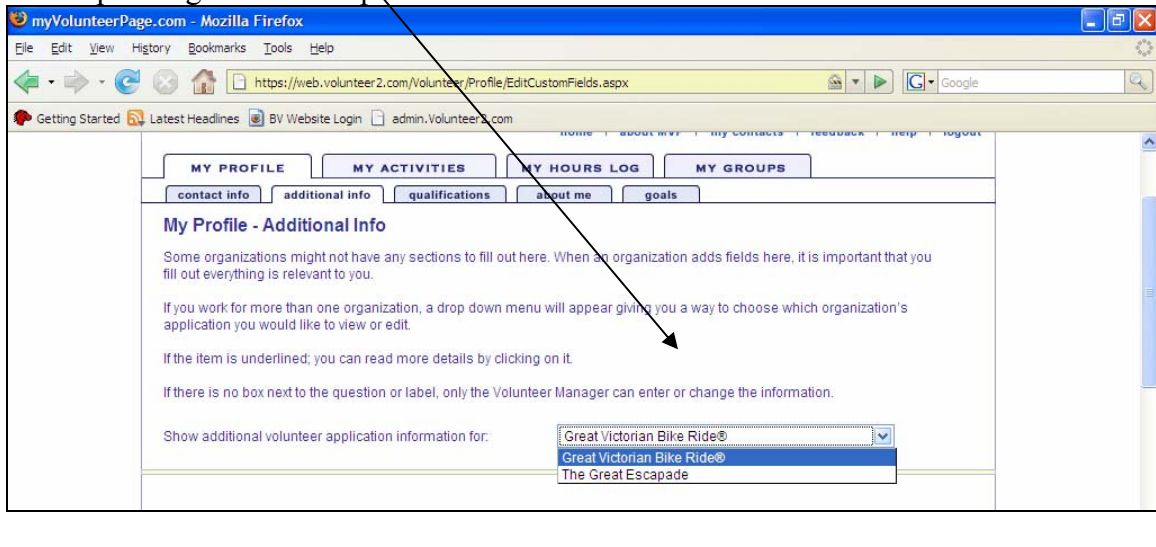 myVolunteerPage.com - Mozilla Firefox
File Edit View History Bookmarks Tools Help
https://web.volunteer2.com/Volunteer/Profile/EditCustomFields.aspx
G Google
Getting Started Latest Headlines BV Website Login admin.Volunteer2.com
home about MVP my contacts feedback help logout
MY PROFILE MY ACTIVITIES MY HOURS LOG MY GROUPS
contact info additional info qualifications about me goals
My Profile - Additional Info
Some organizations might not have any sections to fill out here. When an organization adds fields here, it is important that you
fill out everything is relevant to you.
If you work for more than one organization, a drop down menu will appear giving you a way to choose which organization's
application you would like to view or edit.
If the item is underlined; you can read more details by clicking on it.
If there is no box next to the question or label, only the Volunteer Manager can enter or change the information.
Show additional volunteer application information for: Great Victorian Bike Ride®
Great Victorian Bike Ride®
The Great Escapade